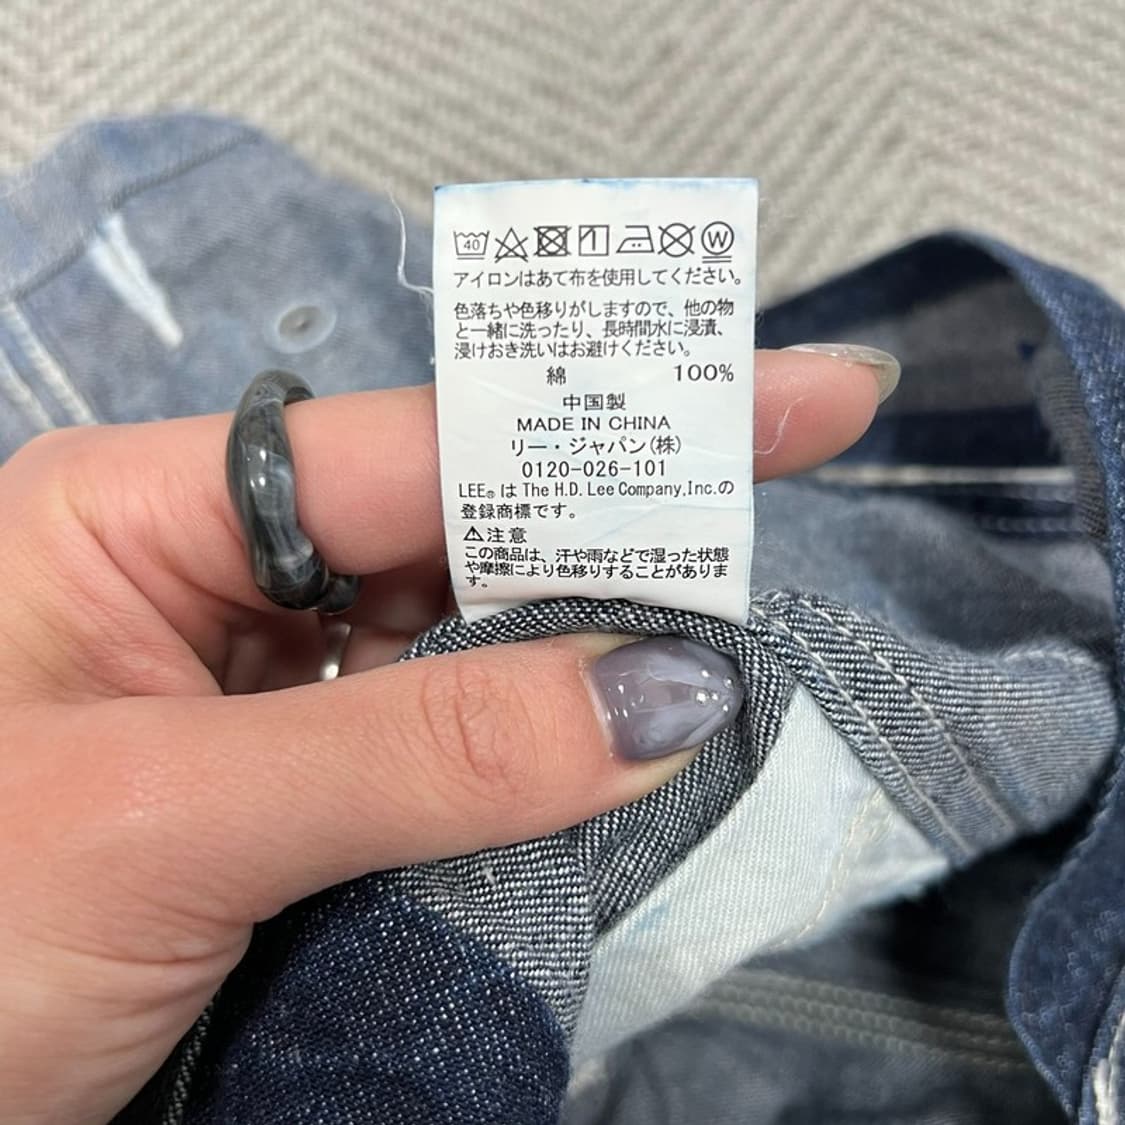 40 W
アイロンはあて布を使用してください。
色落ちや色移りがしますので、他の物
と一緒に洗ったり、長時間水に浸漬、
浸けおき洗いはお避けください。
綿 100%
中国製
MADE IN CHINA
リー・ジャパン(株)
0120-026-101
LEE® は The H.D. Lee Company,Inc.の
登録商標です。
⚠注意
この商品は、汗や雨などで湿った状態
や摩擦により色移りすることがありま
す。